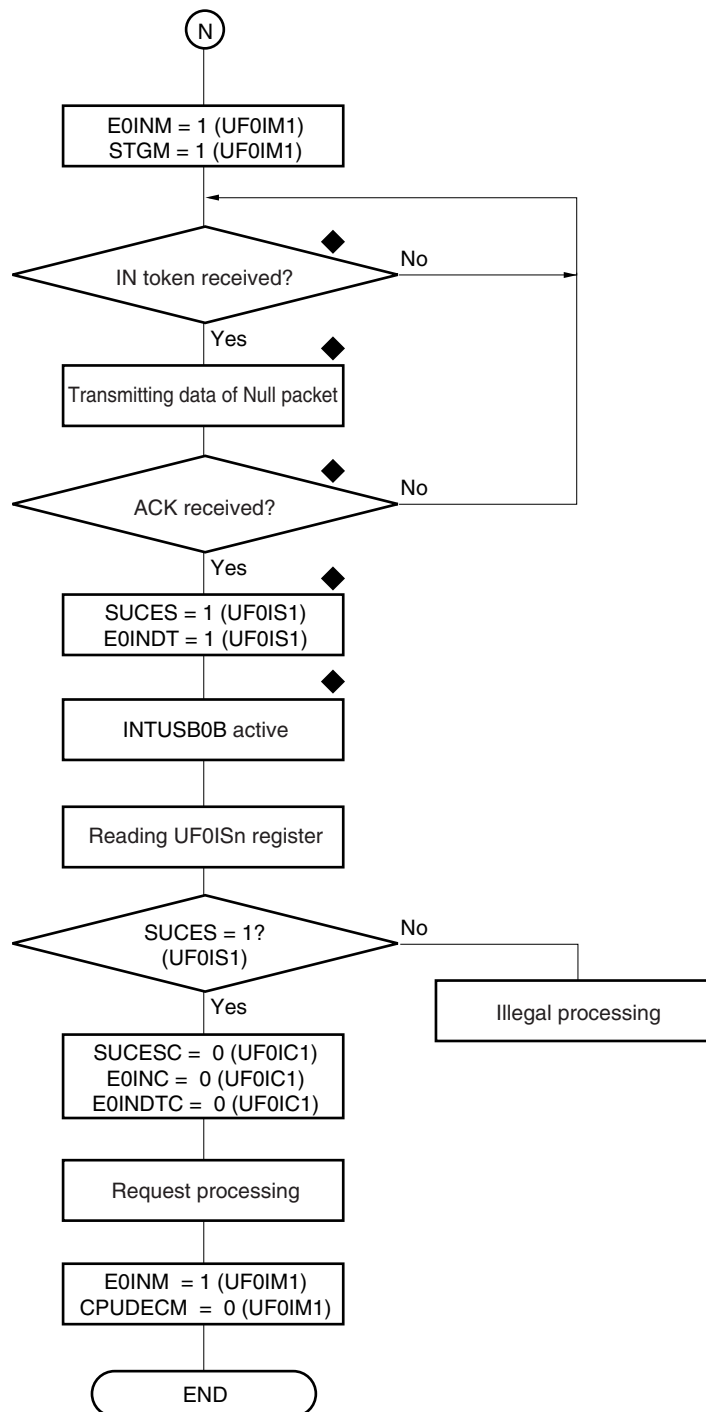 N
E0INM = 1 (UF0IM1)
STGM = 1 (UF0IM1)
IN token received?
No
Yes
Transmitting data of Null packet
ACK received?
No
Yes
SUCES = 1 (UF0IS1)
E0INDT = 1 (UF0IS1)
INTUSB0B active
Reading UF0ISn register
SUCES = 1?
(UF0IS1)
No
Yes
Illegal processing
SUCESC = 0 (UF0IC1)
E0INC = 0 (UF0IC1)
E0INDTC = 0 (UF0IC1)
Request processing
E0INM = 1 (UF0IM1)
CPUDECM = 0 (UF0IM1)
END